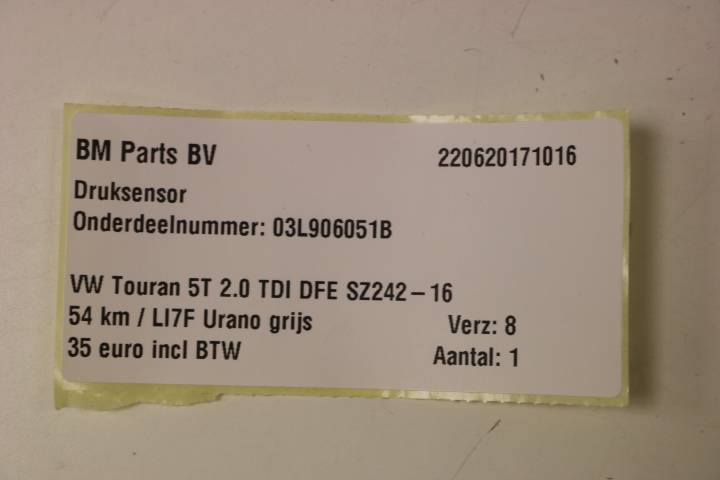 BM Parts BV 220620171016
Druksensor
Onderdeelnummer: 03L906051B
VW Touran 5T 2.0 TDI DFE SZ242-16
54 km / LI7F Urano grijs Verz: 8
35 euro incl BTW Aantal: 1